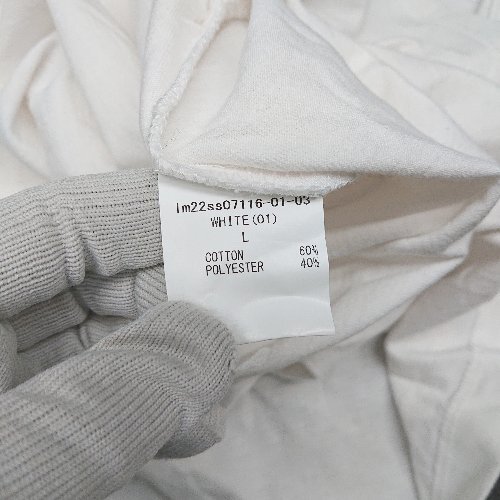 lm22ss07116-01-03
WHITE(01)
L
COTTON 60%
POLYESTER 40%